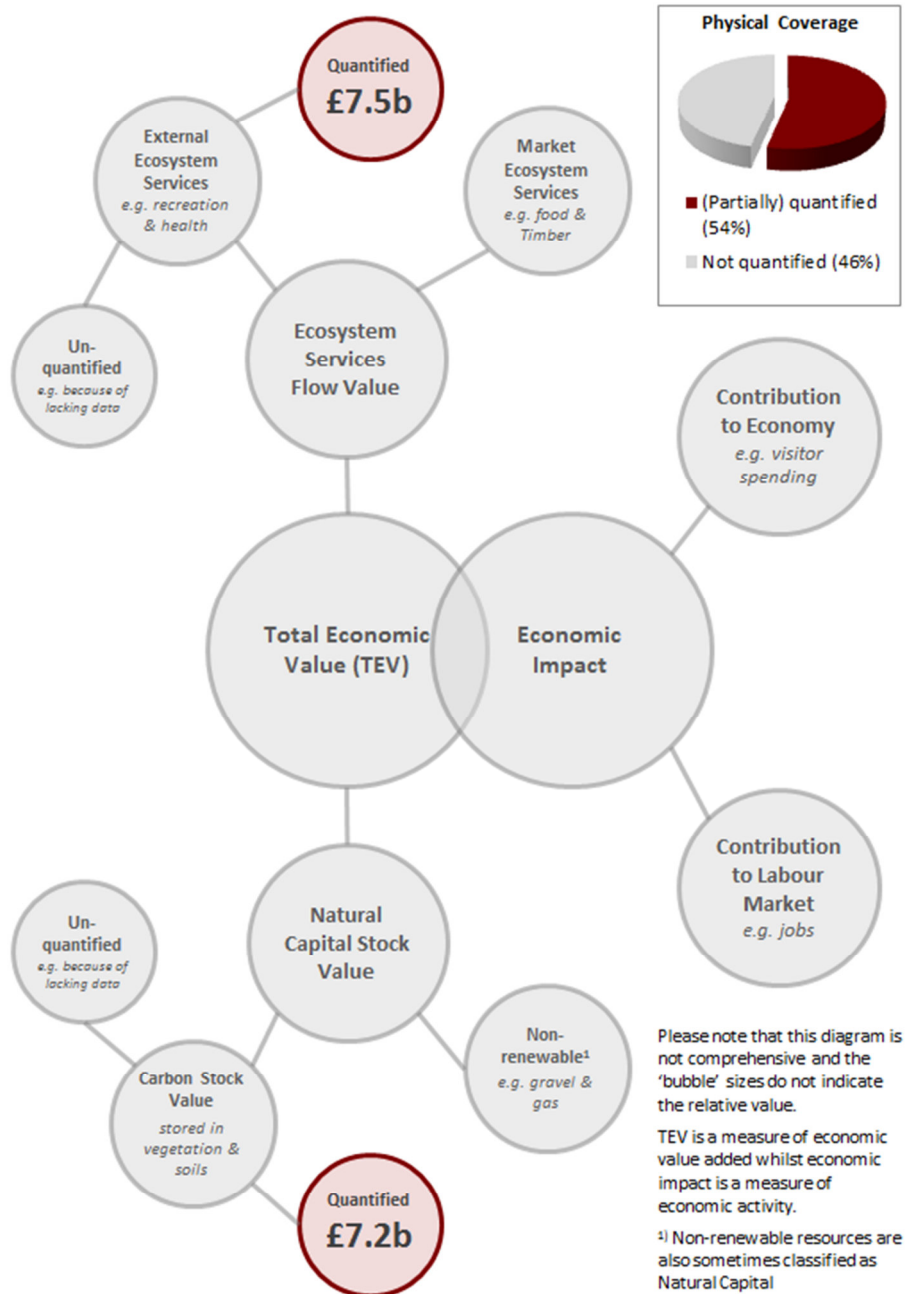 Quantified
£7.5b
External
Ecosystem
Services
e.g. recreation
& health
Market
Ecosystem
Services
e.g. food &
Timber
Un-
quantified
e.g. because of
lacking data
Ecosystem
Services
Flow Value
Physical Coverage
(Partially) quantified
(54%)
Not quantified (46%)
Contribution
to Economy
e.g. visitor
spending
Total Economic
Value (TEV)
Economic
Impact
Contribution
to Labour
Market
e.g. jobs
Natural
Capital Stock
Value
Un-
quantified
e.g. because of
lacking data
Carbon Stock
Value
stored in
vegetation &
soils
Non-
renewable¹
e.g. gravel &
gas
Quantified
£7.2b
Please note that this diagram is
not comprehensive and the
‘bubble’ sizes do not indicate
the relative value.
TEV is a measure of economic
value added whilst economic
impact is a measure of
economic activity.
¹⁾ Non-renewable resources are
also sometimes classified as
Natural Capital